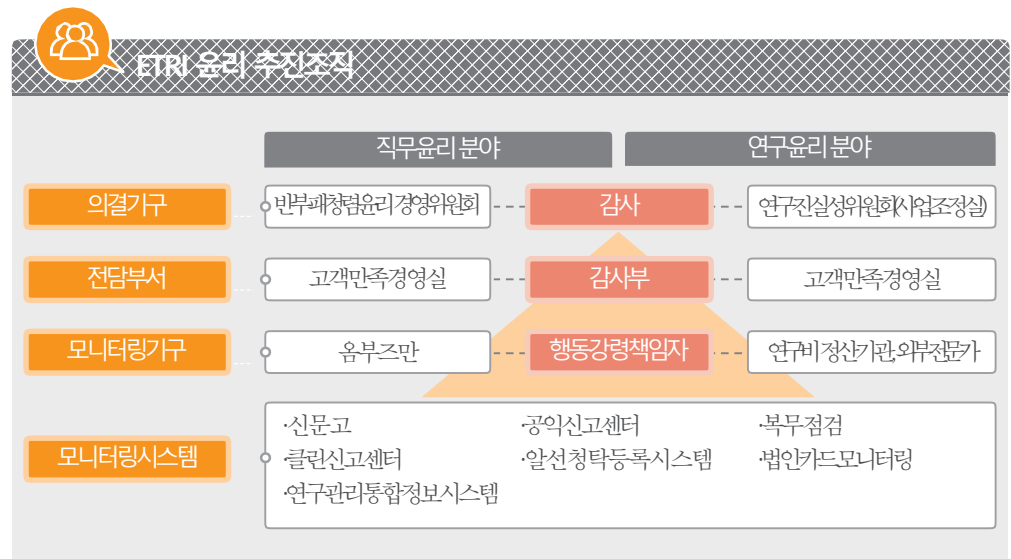 ETRI 윤리 추진조직
직무윤리 분야 연구윤리 분야
의결기구 반부패청렴윤리경영위원회 감사 연구진실성위원회(사업조정실)
전담부서 고객만족경영실 감사부 고객만족경영실
모니터링기구 옴부즈만 행동강령책임자 연구비 정산기관, 외부전문가
모니터링시스템
·신문고 ·공익신고센터 ·복무점검
·클린신고센터 ·알선청탁등록시스템 ·법인카드모니터링
·연구관리통합정보시스템